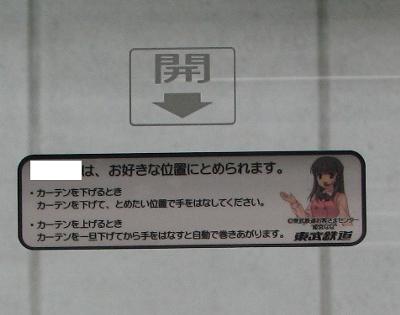 開
は、お好きな位置にとめられます。
・カーテンを下げるとき
カーテンを下げて、とめたい位置で手をはなしてください。
・カーテンを上げるとき
カーテンを一旦下げてから手をはなすと自動で巻きあがります。
©東武鉄道お客さまセンター
姫宮なな
東武鉄道